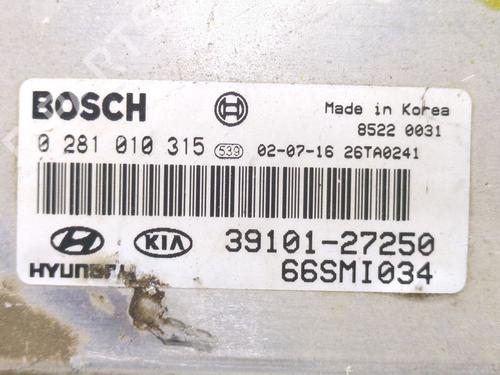 BOSCH
Made in Korea
8522 0031
0 281 010 315 539 02-07-16 26TA0241
KIA 39101-27250
HYUNDAI 66SMI034